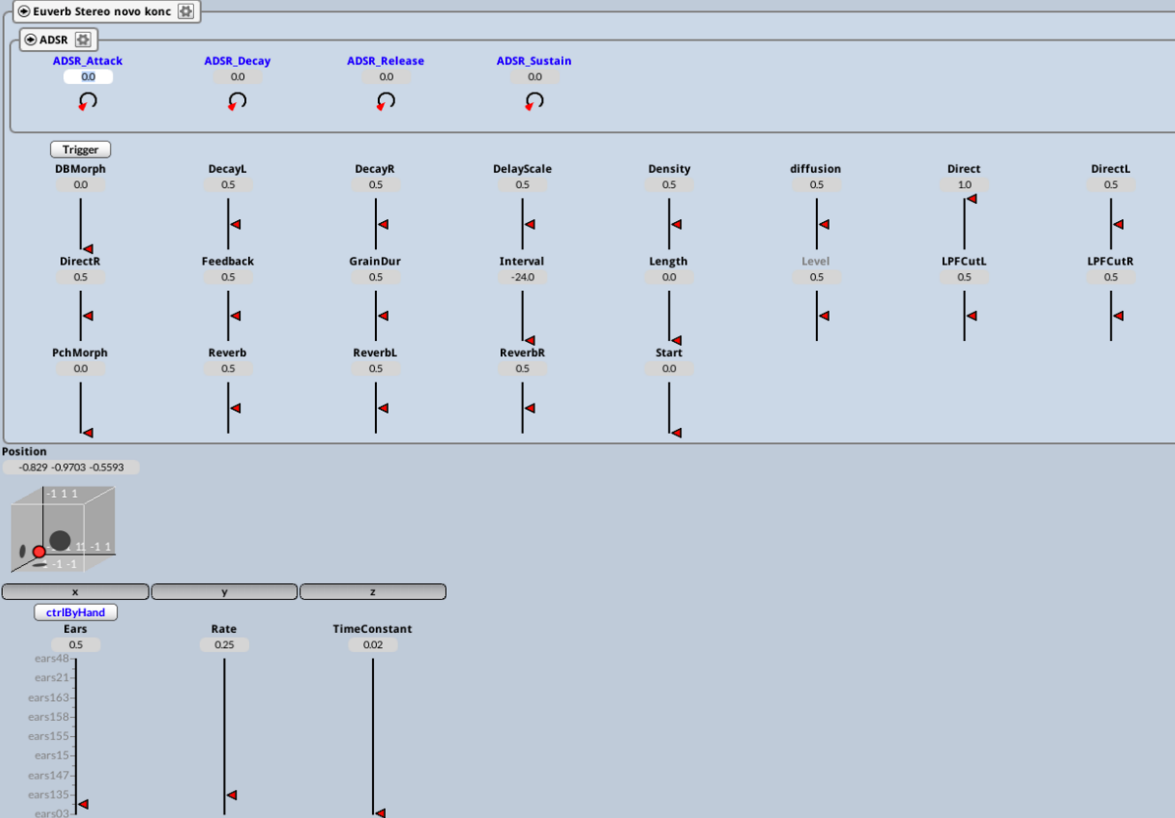 Euverb Stereo novo konc
ADSR
ADSR_Attack ADSR_Decay ADSR_Release ADSR_Sustain
0.0 0.0 0.0 0.0
Trigger
DBMorph DecayL DecayR DelayScale Density diffusion Direct DirectL
0.0 0.5 0.5 0.5 0.5 0.5 1.0 0.5
DirectR Feedback GrainDur Interval Length Level LPFCutL LPFCutR
0.5 0.5 0.5 -24.0 0.0 0.5 0.5 0.5
PchMorph Reverb ReverbL ReverbR Start
0.0 0.5 0.5 0.5 0.0
Position
-0.829 -0.9703 -0.5593
-1 1 1
1 -1 1
-1 -1
x y z
ctrlByHand
Ears Rate TimeConstant
0.5 0.25 0.02
ears48
ears21
ears163
ears158
ears155
ears15
ears147
ears135
ears03